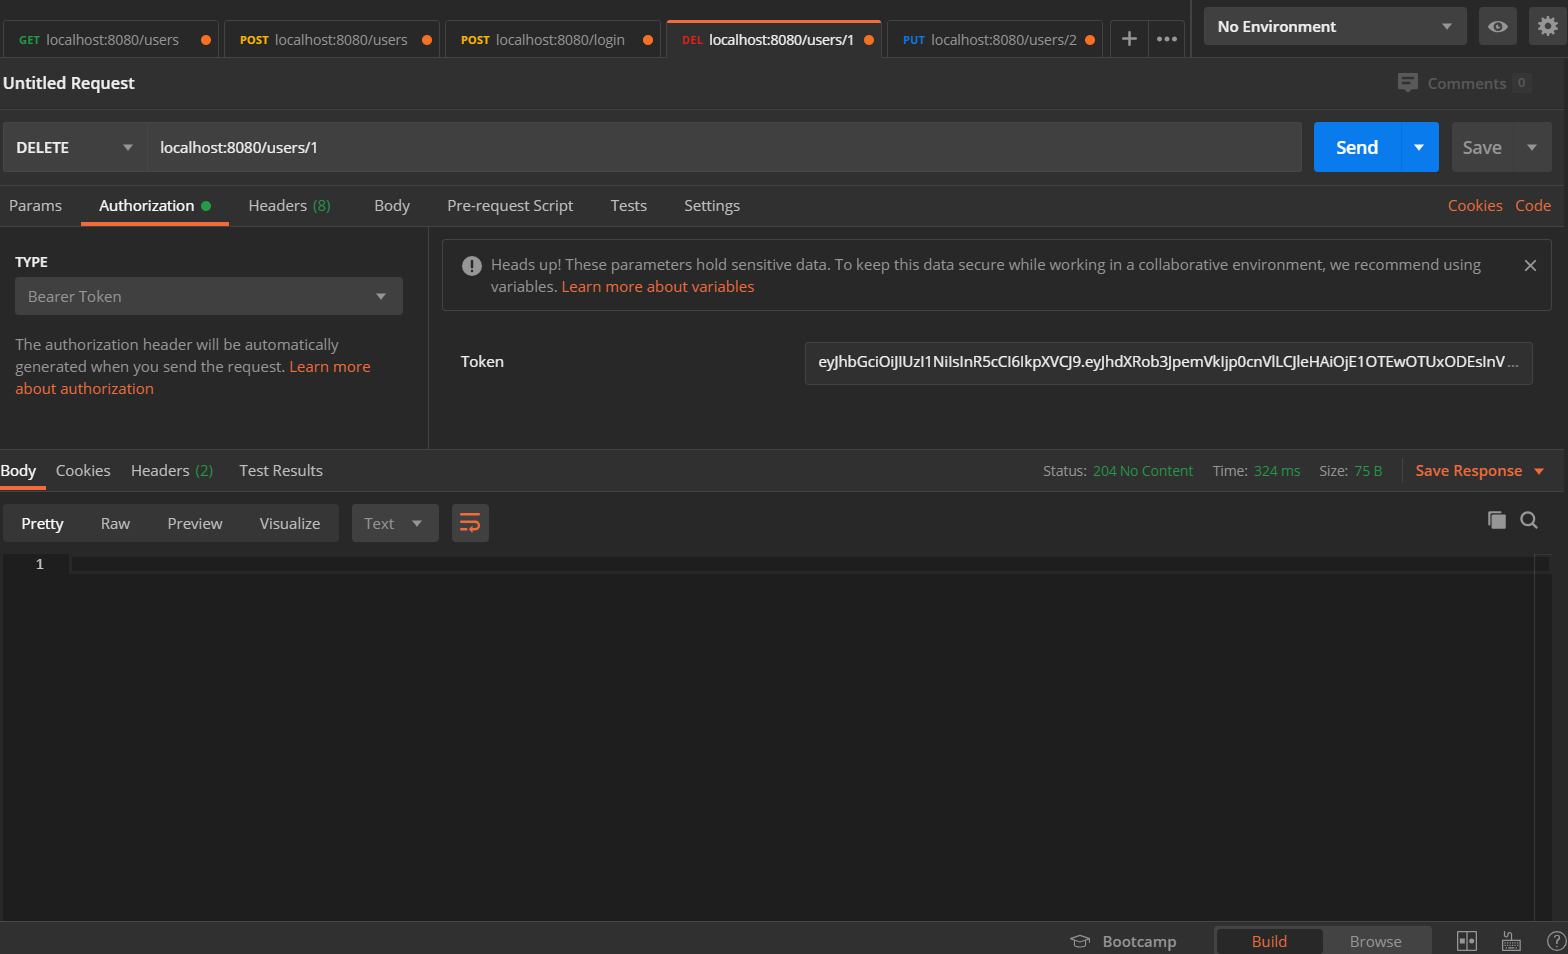 GET localhost:8080/users POST localhost:8080/users POST localhost:8080/login DEL localhost:8080/users/1 PUT localhost:8080/users/2 No Environment
Untitled Request Comments 0
DELETE localhost:8080/users/1 Send Save
Params Authorization Headers (8) Body Pre-request Script Tests Settings Cookies Code
TYPE
Bearer Token
The authorization header will be automatically
generated when you send the request. Learn more
about authorization
Heads up! These parameters hold sensitive data. To keep this data secure while working in a collaborative environment, we recommend using
variables. Learn more about variables
Token eyJhbGciOiJIUzI1NiIsInR5cCI6IkpXVCJ9.eyJhdXRob3JpemVkIjp0cnVlLCJleHAiOjE1OTEwOTUxODEsInV ...
Body Cookies Headers (2) Test Results Status: 204 No Content Time: 324 ms Size: 75 B Save Response
Pretty Raw Preview Visualize Text
1
Bootcamp Build Browse